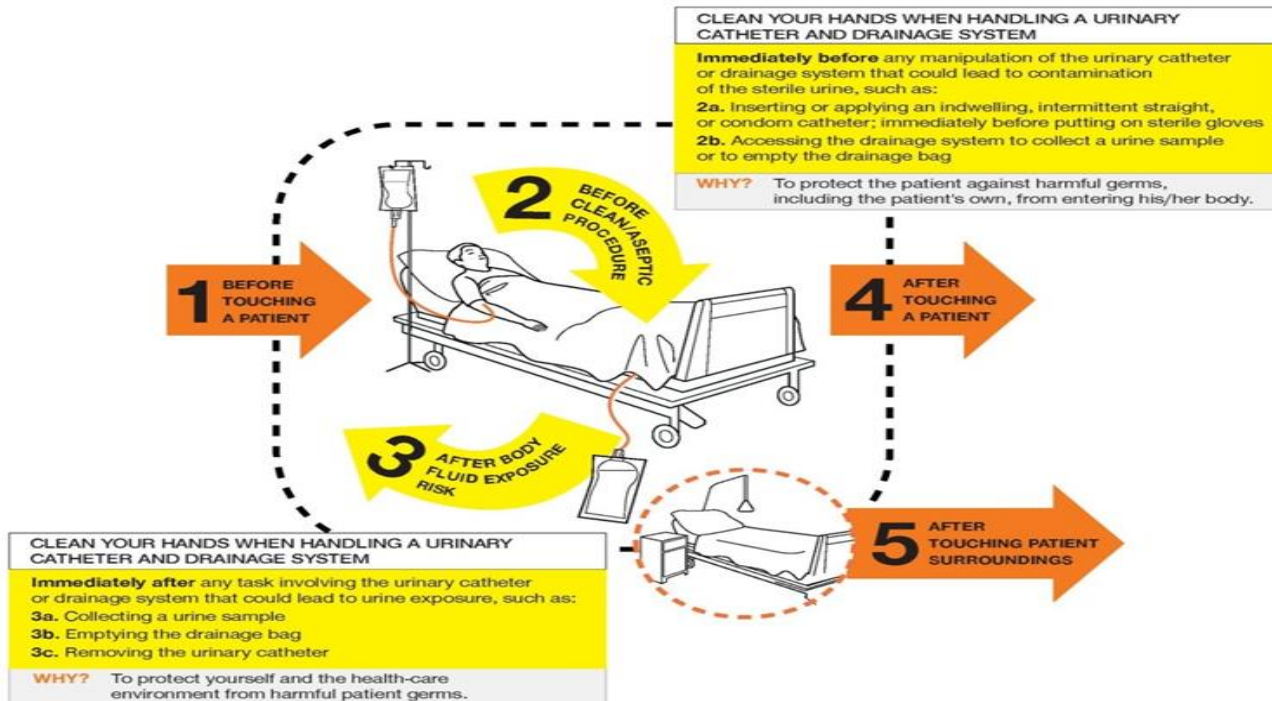 CLEAN YOUR HANDS WHEN HANDLING A URINARY
CATHETER AND DRAINAGE SYSTEM
Immediately before any manipulation of the urinary catheter
or drainage system that could lead to contamination
of the sterile urine, such as:
2a. Inserting or applying an indwelling, intermittent straight,
or condom catheter; immediately before putting on sterile gloves
2b. Accessing the drainage system to collect a urine sample
or to empty the drainage bag
WHY? To protect the patient against harmful germs,
including the patient's own, from entering his/her body.
1 BEFORE
TOUCHING
A PATIENT
2 BEFORE
CLEAN/ASEPTIC
PROCEDURE
3 AFTER BODY
FLUID EXPOSURE
RISK
4 AFTER
TOUCHING
A PATIENT
5 AFTER
TOUCHING PATIENT
SURROUNDINGS
CLEAN YOUR HANDS WHEN HANDLING A URINARY
CATHETER AND DRAINAGE SYSTEM
Immediately after any task involving the urinary catheter
or drainage system that could lead to urine exposure, such as:
3a. Collecting a urine sample
3b. Emptying the drainage bag
3c. Removing the urinary catheter
WHY? To protect yourself and the health-care
environment from harmful patient germs.